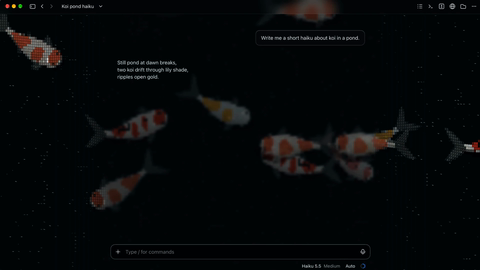 Koi pond haiku
Write me a short haiku about koi in a pond.
Still pond at dawn breaks,
two koi drift through lily shade,
ripples open gold.
Type / for commands
Haiku 5.5 Medium Auto